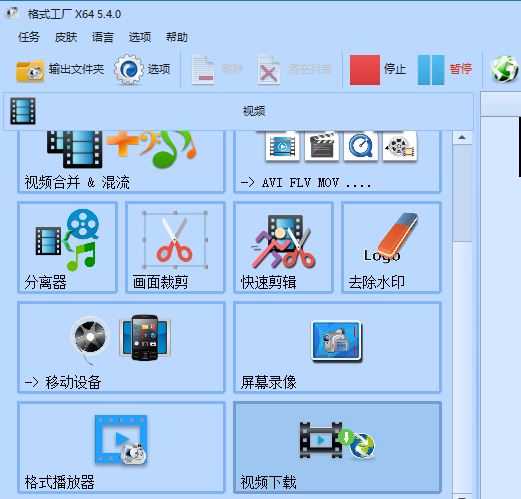 格式工厂 X64 5.4.0
任务 皮肤 语言 选项 帮助
输出文件夹 选项 移除 清空列表 停止 暂停
视频
视频合并 & 混流 -> AVI FLV MOV ....
Logo
分离器 画面裁剪 快速剪辑 去除水印
-> 移动设备 屏幕录像
格式播放器 视频下载